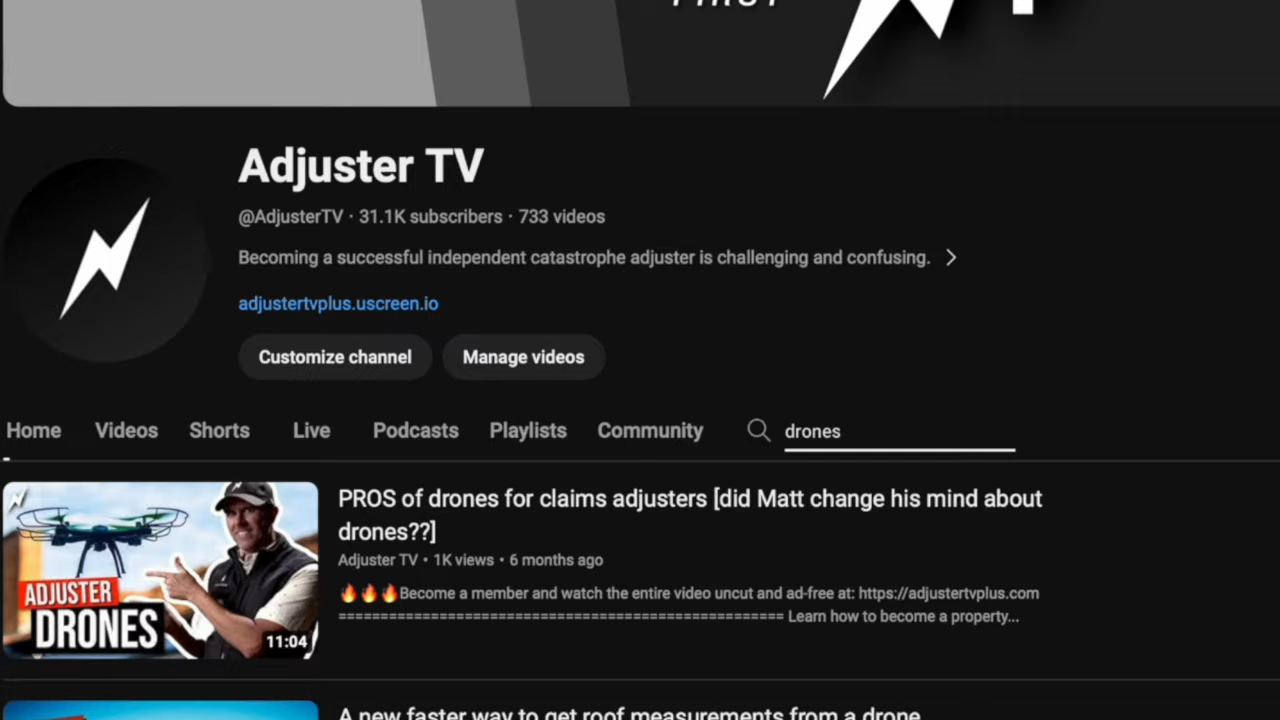 FIRST
Adjuster TV
@AdjusterTV · 31.1K subscribers · 733 videos
Becoming a successful independent catastrophe adjuster is challenging and confusing.
adjustertvplus.uscreen.io
Customize channel Manage videos
Home Videos Shorts Live Podcasts Playlists Community drones
PROS of drones for claims adjusters [did Matt change his mind about
drones??]
Adjuster TV • 1K views • 6 months ago
🔥🔥🔥Become a member and watch the entire video uncut and ad-free at: https://adjustertvplus.com
================================================== Learn how to become a property...
ADJUSTER
DRONES
11:04
A new faster way to get roof measurements from a drone